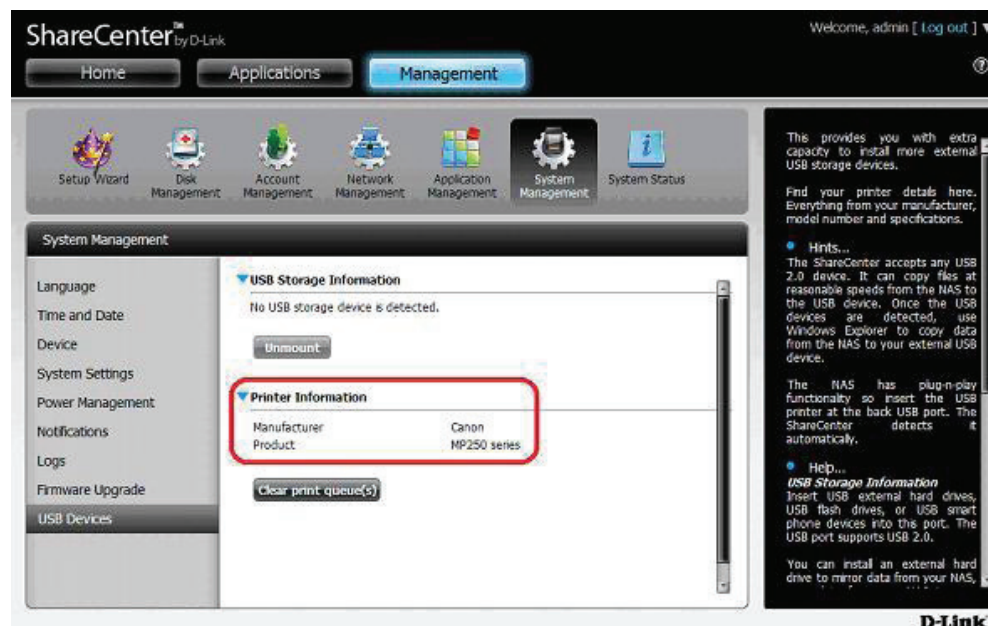 ShareCenter™ by D-Link
Welcome, admin [ Log out ]
Home
Applications
Management
Setup Wizard
Disk
Management
Account
Management
Network
Management
Application
Management
System
Management
System Status
System Management
Language
Time and Date
Device
System Settings
Power Management
Notifications
Logs
Firmware Upgrade
USB Devices
USB Storage Information
No USB storage device is detected.
Unmount
Printer Information
Manufacturer Canon
Product MP250 series
Clear print queue(s)
This provides you with extra
capacity to install more external
USB storage devices.
Find your printer details here.
Everything from your manufacturer,
model number and specifications.
Hints...
The ShareCenter accepts any USB
2.0 device. It can copy files at
reasonable speeds from the NAS to
the USB device. Once the USB
devices are detected, use
Windows Explorer to copy data
from the NAS to your external USB
device.
The NAS has plug-n-play
functionality so insert the USB
printer at the back USB port. The
ShareCenter detects it
automatically.
Help...
USB Storage Information
Insert USB external hard drives,
USB flash drives, or USB smart
phone devices into this port. The
USB port supports USB 2.0.
You can install an external hard
drive to mirror data from your NAS,
D-Link